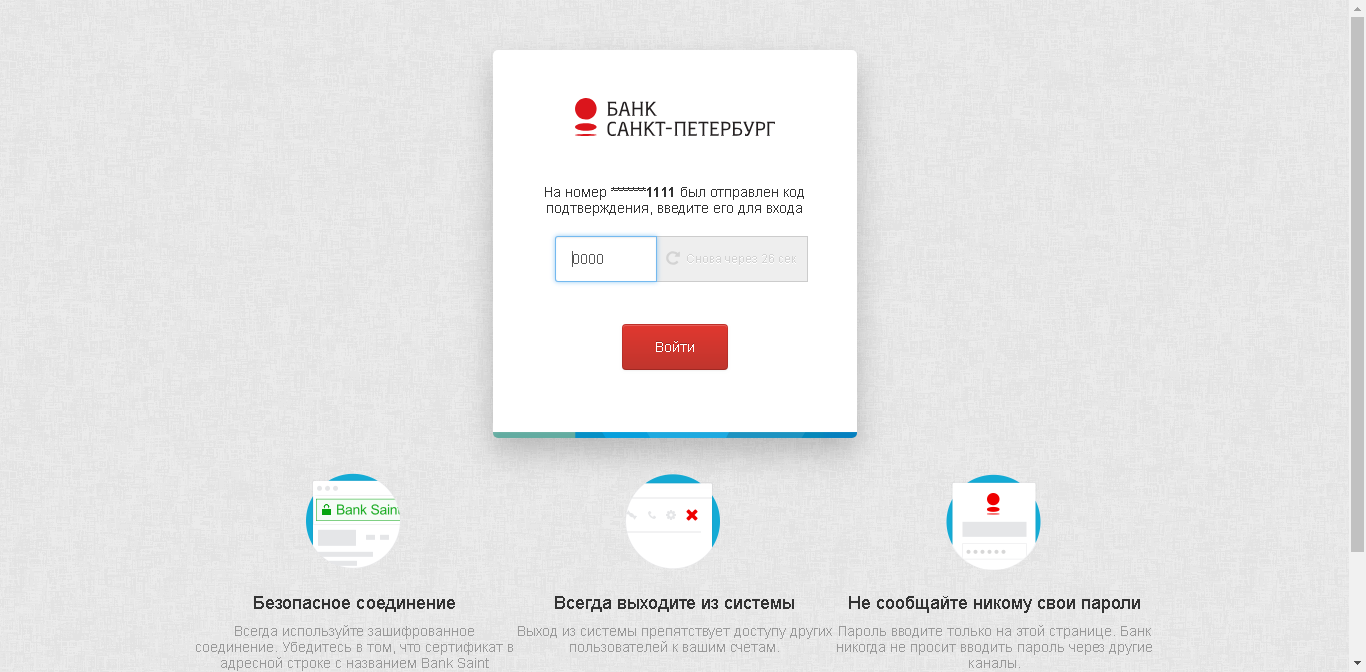 БАНК
САНКТ-ПЕТЕРБУРГ
На номер *******1111 был отправлен код
подтверждения, введите его для входа
0000
Снова через 26 сек
Войти
Bank Sain
Безопасное соединение
Всегда используйте зашифрованное
соединение. Убедитесь в том, что сертификат в
адресной строке с названием Bank Saint
Всегда выходите из системы
Выход из системы препятствует доступу других
пользователей к вашим счетам.
Не сообщайте никому свои пароли
Пароль вводите только на этой странице. Банк
никогда не просит вводить пароль через другие
каналы.